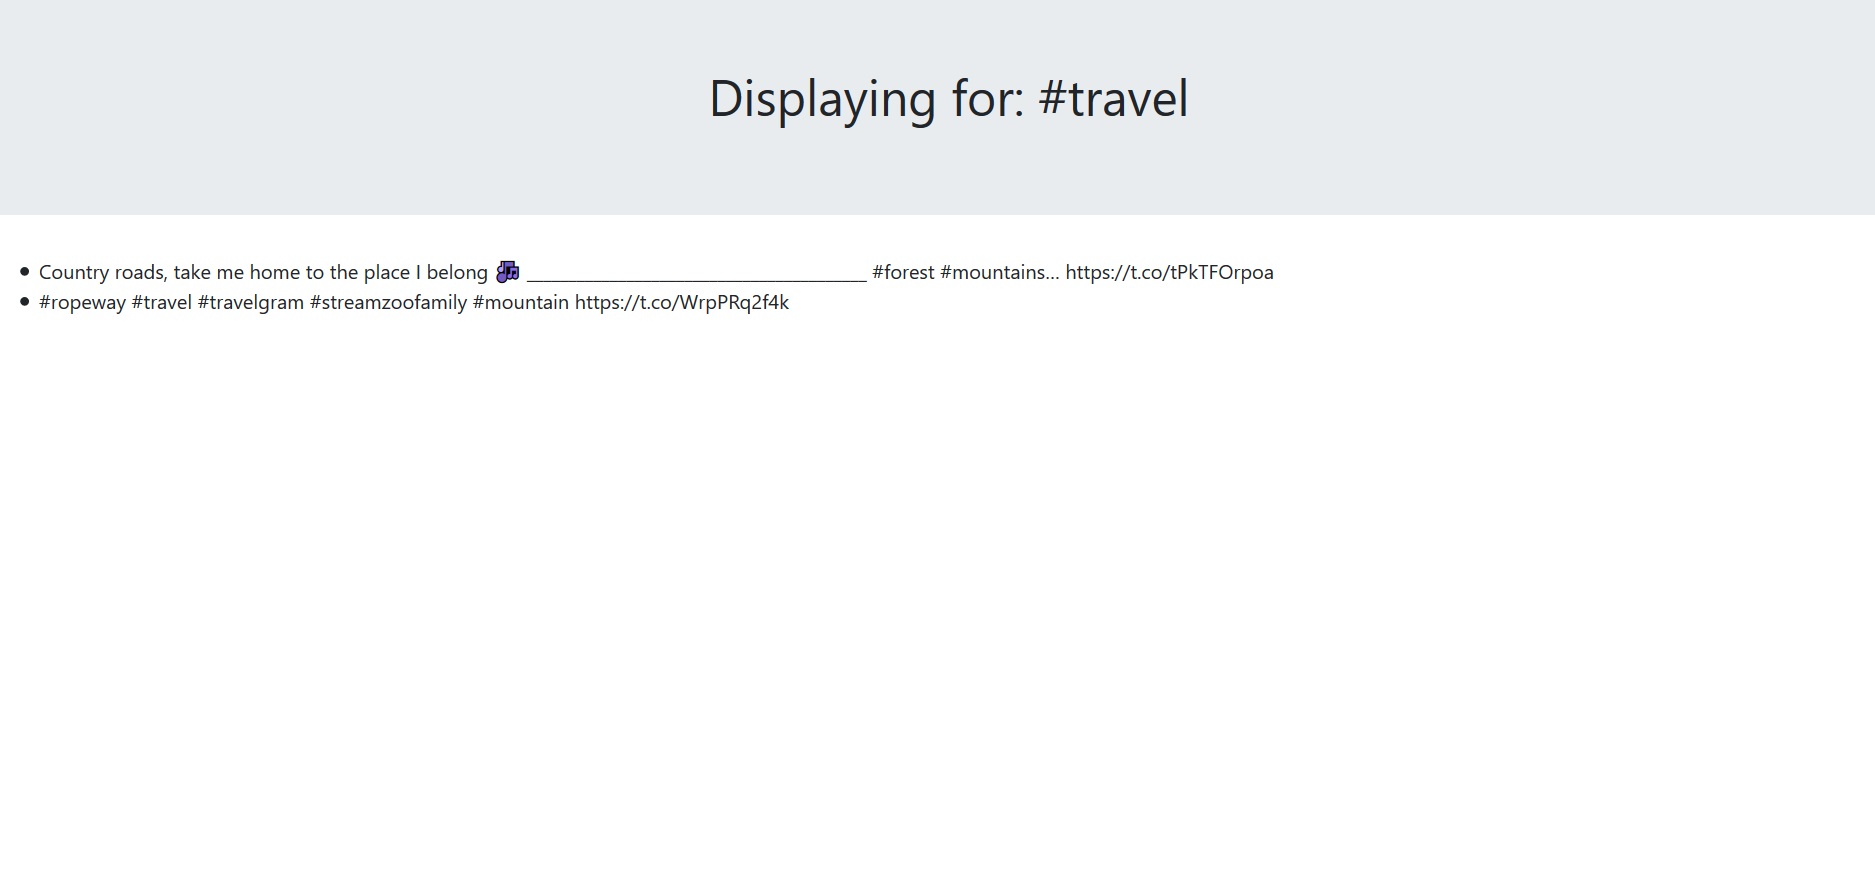 Displaying for: #travel
Country roads, take me home to the place I belong 🎶 __________________________________ #forest #mountains... https://t.co/tPkTFOrpoa
#ropeway #travel #travelgram #streamzoofamily #mountain https://t.co/WrpPRq2f4k